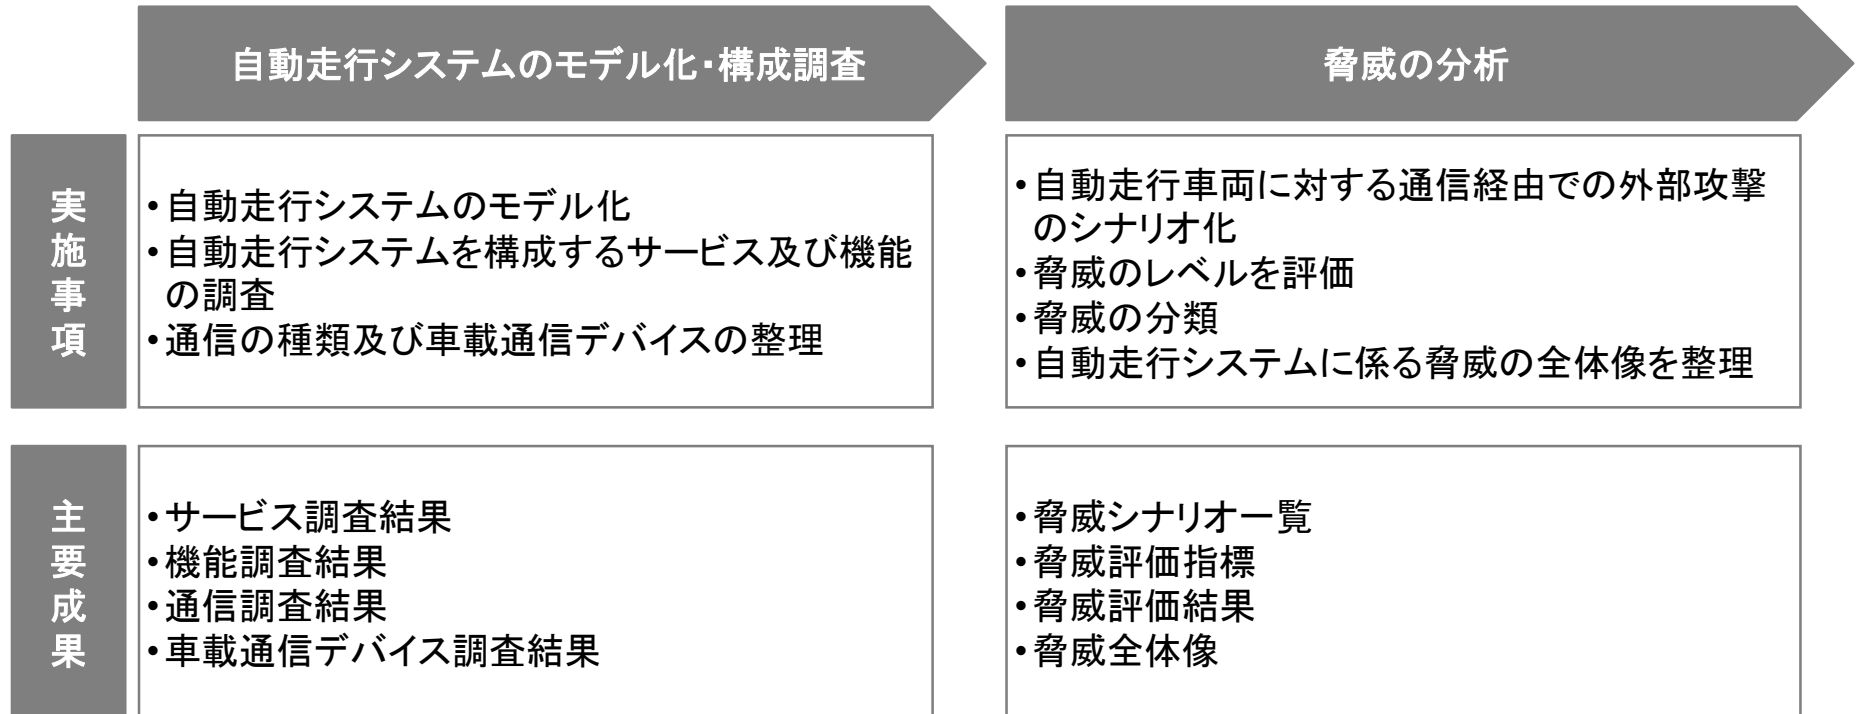 自動走行システムのモデル化・構成調査
脅威の分析
実施事項
・自動走行システムのモデル化
・自動走行システムを構成するサービス及び機能
の調査
・通信の種類及び車載通信デバイスの整理
・自動走行車両に対する通信経由での外部攻撃
のシナリオ化
・脅威のレベルを評価
・脅威の分類
・自動走行システムに係る脅威の全体像を整理
主要成果
・サービス調査結果
・機能調査結果
・通信調査結果
・車載通信デバイス調査結果
・脅威シナリオ一覧
・脅威評価指標
・脅威評価結果
・脅威全体像